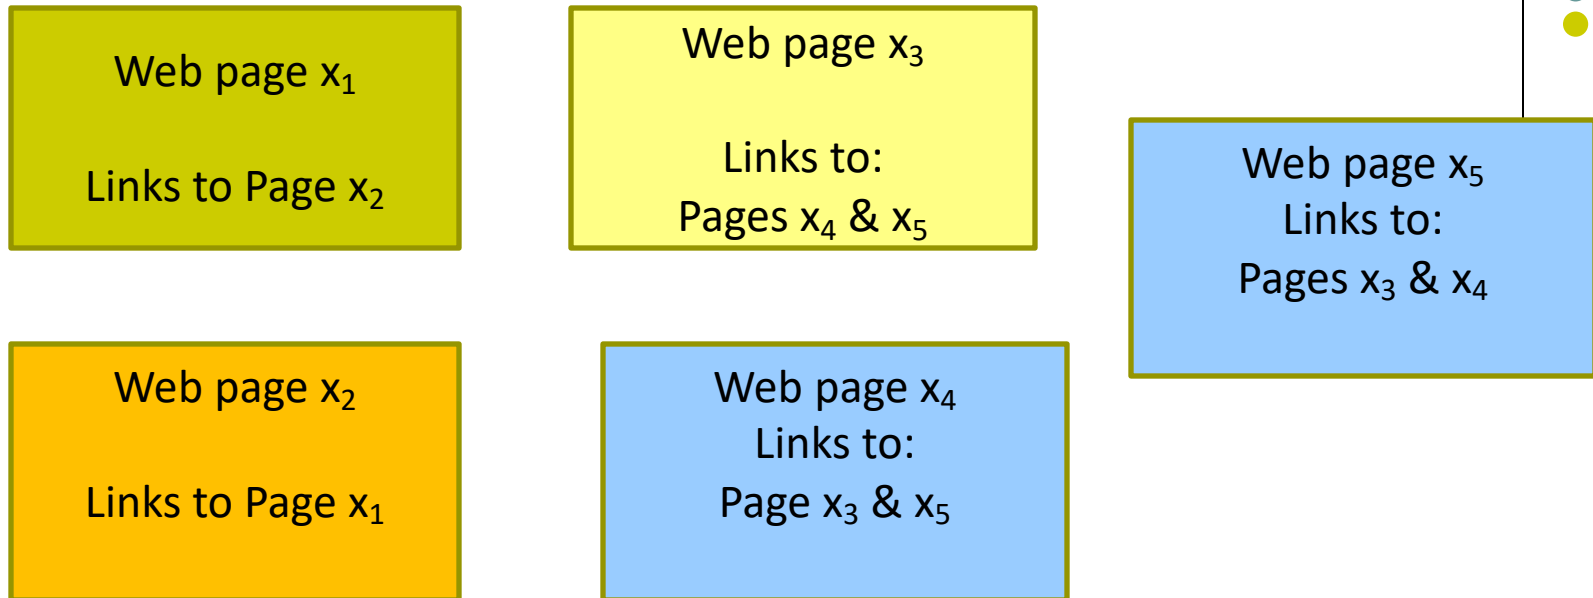 Web page x₁
Links to Page x₂
Web page x₃
Links to:
Pages x₄ & x₅
Web page x₅
Links to:
Pages x₃ & x₄
Web page x₂
Links to Page x₁
Web page x₄
Links to:
Page x₃ & x₅